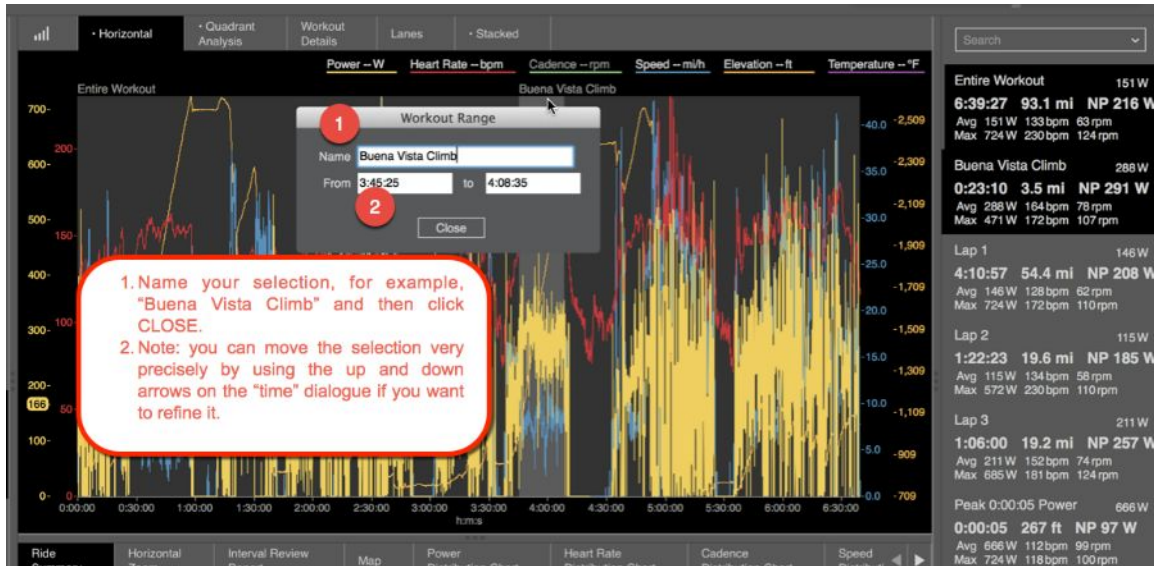 • Horizontal
• Quadrant
Analysis
Workout
Details
Lanes
• Stacked
Search
Power -- W Heart Rate -- bpm Cadence -- rpm Speed -- mi/h Elevation -- ft Temperature -- °F
Entire Workout
Buena Vista Climb
700-
600-
500-
400-
300-
200-
166
100-
0-
200-
150-
100-
50-
0-
1
Workout Range
Name Buena Vista Climb
From 3:45:25 to 4:08:35
2
Close
1. Name your selection, for example,
“Buena Vista Climb” and then click
CLOSE.
2. Note: you can move the selection very
precisely by using the up and down
arrows on the “time” dialogue if you want
to refine it.
-40.0
-35.0
-30.0
-25.0
-20.0
-15.0
-10.0
-5.0
-0.0
-2,509
-2,309
-2,109
-1,909
-1,709
-1,509
-1,309
-1,109
-909
-709
0:00:00 0:30:00 1:00:00 1:30:00 2:00:00 2:30:00 3:00:00 3:30:00 4:00:00 4:30:00 5:00:00 5:30:00 6:00:00 6:30:00
h:m:s
Entire Workout 151 W
6:39:27 93.1 mi NP 216 W
Avg 151 W 133 bpm 63 rpm
Max 724 W 230 bpm 124 rpm
Buena Vista Climb 288 W
0:23:10 3.5 mi NP 291 W
Avg 288 W 164 bpm 78 rpm
Max 471 W 172 bpm 107 rpm
Lap 1 146 W
4:10:57 54.4 mi NP 208 W
Avg 146 W 128 bpm 62 rpm
Max 724 W 172 bpm 110 rpm
Lap 2 115 W
1:22:23 19.6 mi NP 185 W
Avg 115 W 134 bpm 58 rpm
Max 572 W 230 bpm 110 rpm
Lap 3 211 W
1:06:00 19.2 mi NP 257 W
Avg 211 W 152 bpm 74 rpm
Max 685 W 181 bpm 124 rpm
Peak 0:00:05 Power 666 W
0:00:05 267 ft NP 97 W
Avg 666 W 112 bpm 99 rpm
Max 724 W 118 bpm 100 rpm
Ride
Summary
Horizontal
Zoom
Interval Review
Report
Map
Power
Distribution Chart
Heart Rate
Distribution Chart
Cadence
Distribution Chart
Speed
Distributi